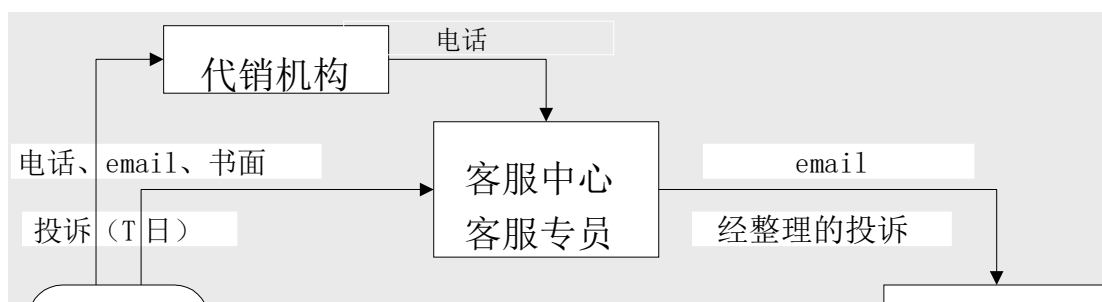 电话
代销机构
电话、email、书面
客服中心
email
投诉（T日）
客服专员
经整理的投诉